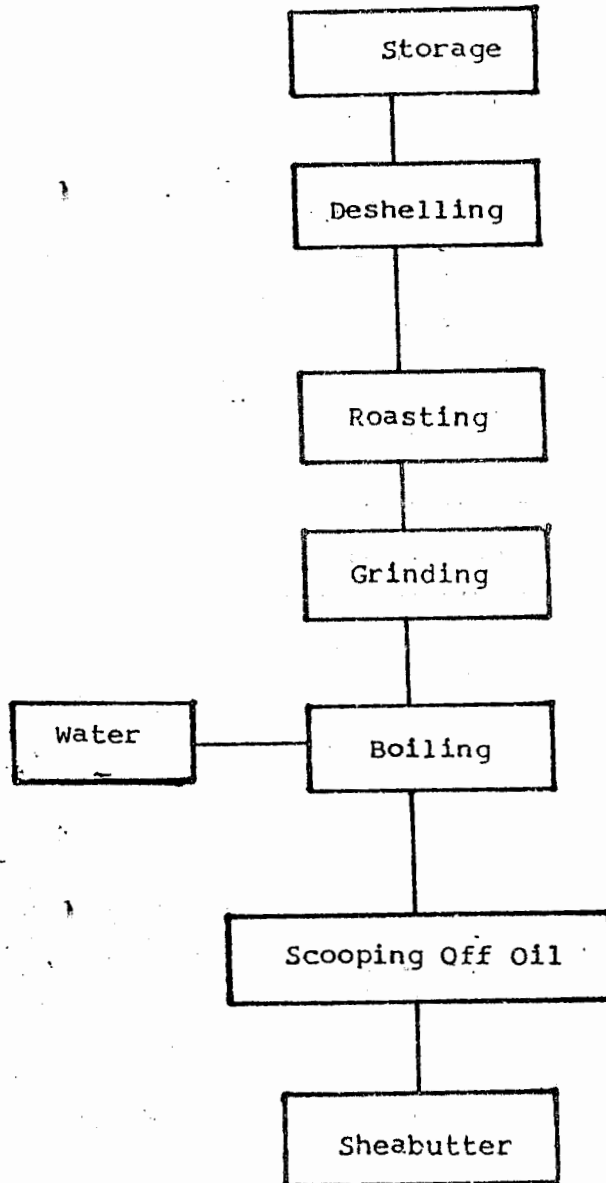 Storage
Deshelling
Roasting
Grinding
Water
Boiling
Scooping Off Oil
Sheabutter